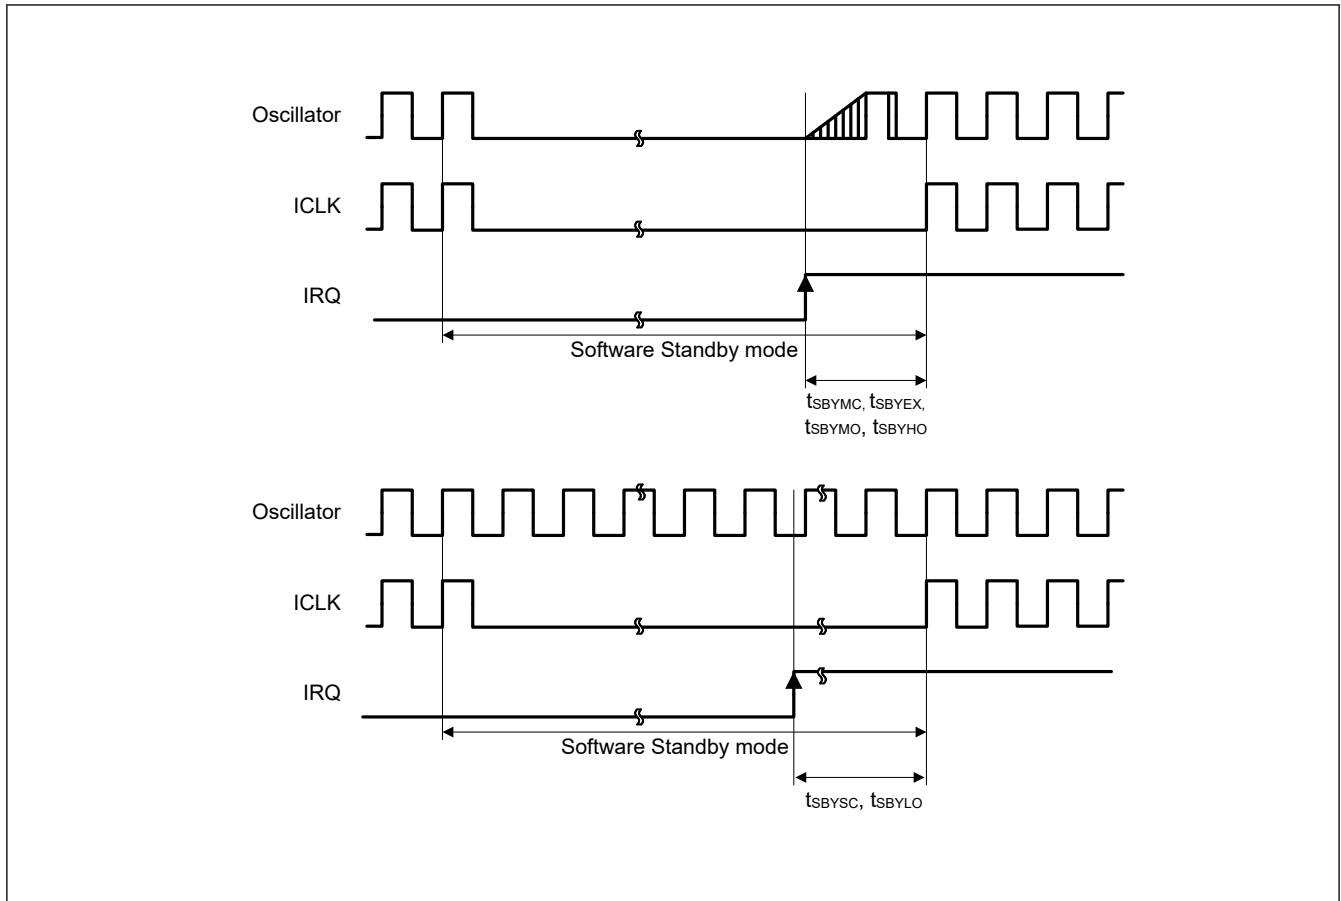 Oscillator
ICLK
IRQ
Software Standby mode
tSBYMC, tSBYEX,
tSBYMO, tSBYHO
Oscillator
ICLK
IRQ
Software Standby mode
tSBYSC, tSBYLO